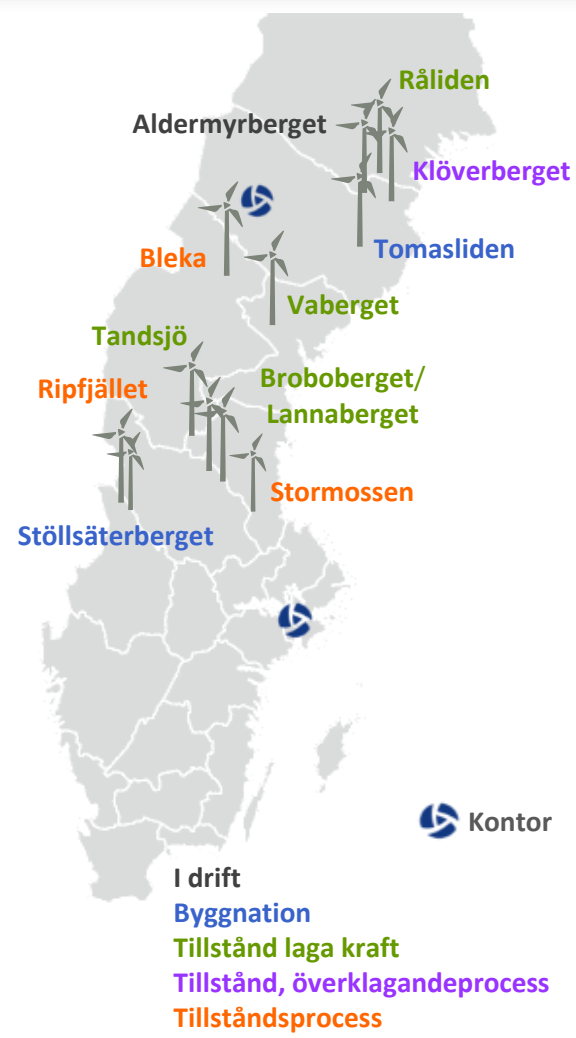 Råliden
Aldermyrberget
Klöverberget
Tomasliden
Bleka
Vaberget
Tandsjö
Ripfjället
Broboberget/
Lannaberget
Stormossen
Stöllsäterberget
Kontor
I drift
Byggnation
Tillstånd laga kraft
Tillstånd, överklagandeprocess
Tillståndsprocess